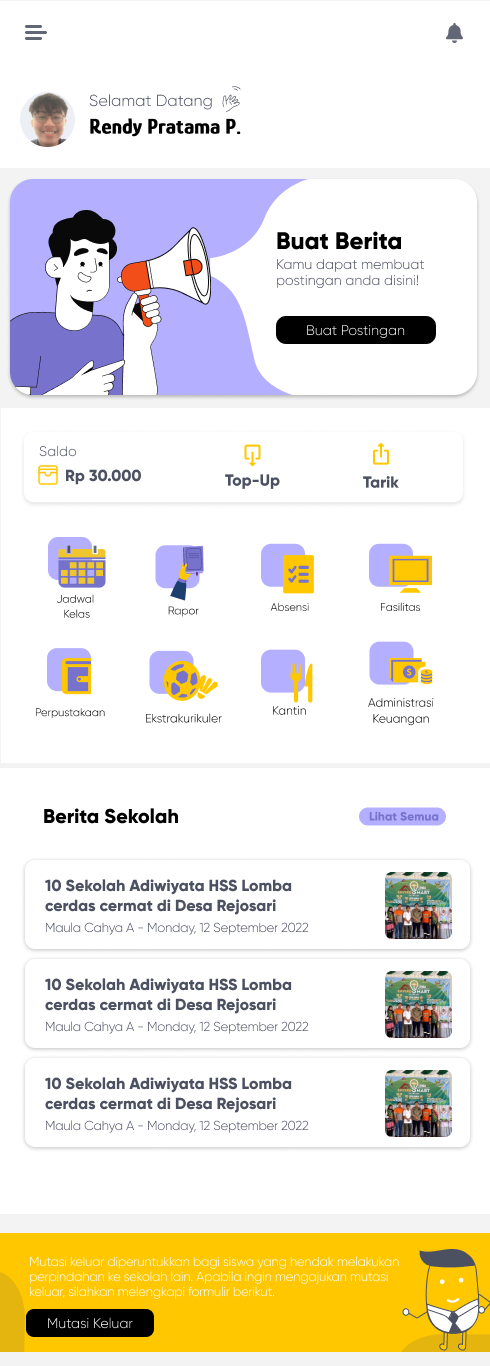 Selamat Datang
Rendy Pratama P.
Buat Berita
Kamu dapat membuat
postingan anda disini!
Buat Postingan
Saldo
Rp 30.000
Top-Up
Tarik
Jadwal
Kelas
Rapor
Absensi
Fasilitas
Perpustakaan
Ekstrakurikuler
Kantin
Administrasi
Keuangan
Berita Sekolah
Lihat Semua
10 Sekolah Adiwiyata HSS Lomba
cerdas cermat di Desa Rejosari
Maula Cahya A - Monday, 12 September 2022
10 Sekolah Adiwiyata HSS Lomba
cerdas cermat di Desa Rejosari
Maula Cahya A - Monday, 12 September 2022
10 Sekolah Adiwiyata HSS Lomba
cerdas cermat di Desa Rejosari
Maula Cahya A - Monday, 12 September 2022
Mutasi keluar diperuntukkan bagi siswa yang hendak melakukan
perpindahan ke sekolah lain. Apabila ingin mengajukan mutasi
keluar, silahkan melengkapi formulir berikut.
Mutasi Keluar